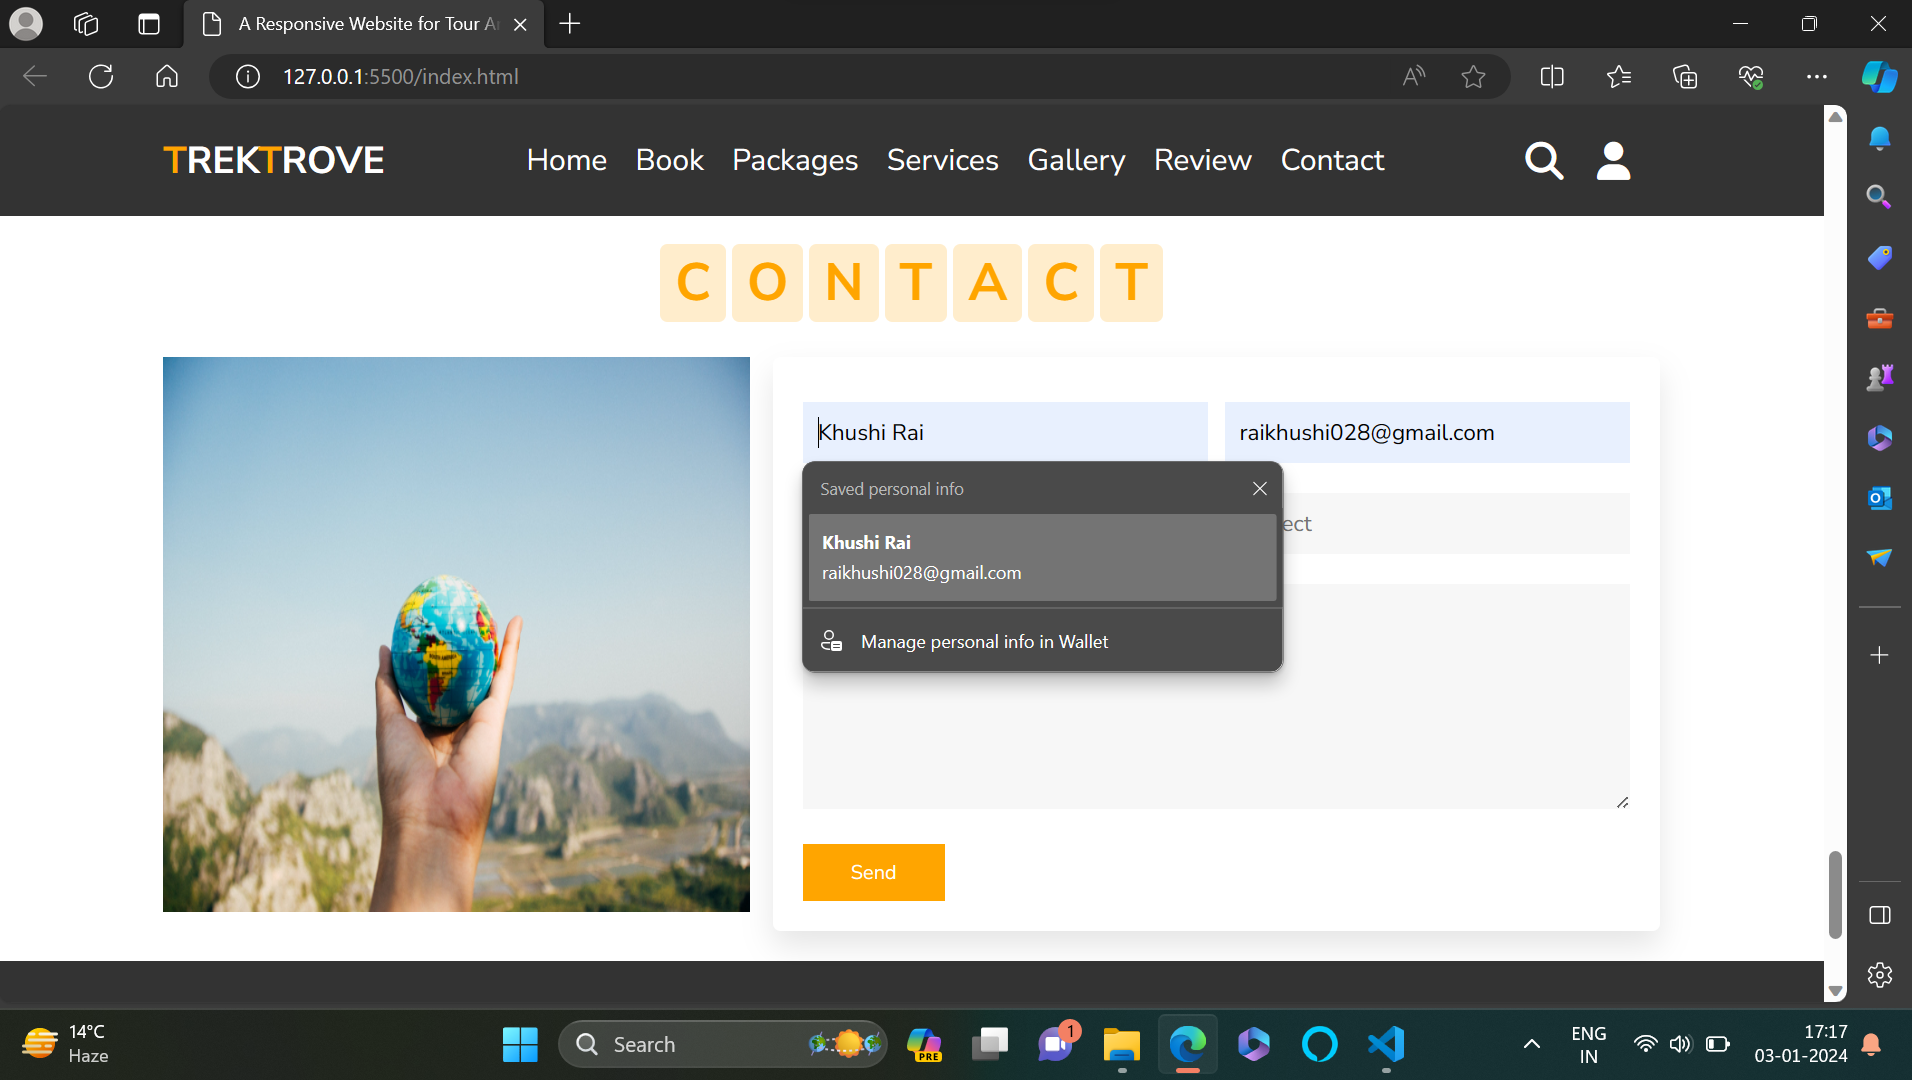 A Responsive Website for Tour A
127.0.0.1:5500/index.html
TREKTROVE
Home Book Packages Services Gallery Review Contact
CONTACT
Khushi Rai
raikhushi028@gmail.com
Saved personal info
ect
Khushi Rai
raikhushi028@gmail.com
Manage personal info in Wallet
Send
14°C
Haze
Search
PRE
1
ENG
IN
17:17
03-01-2024